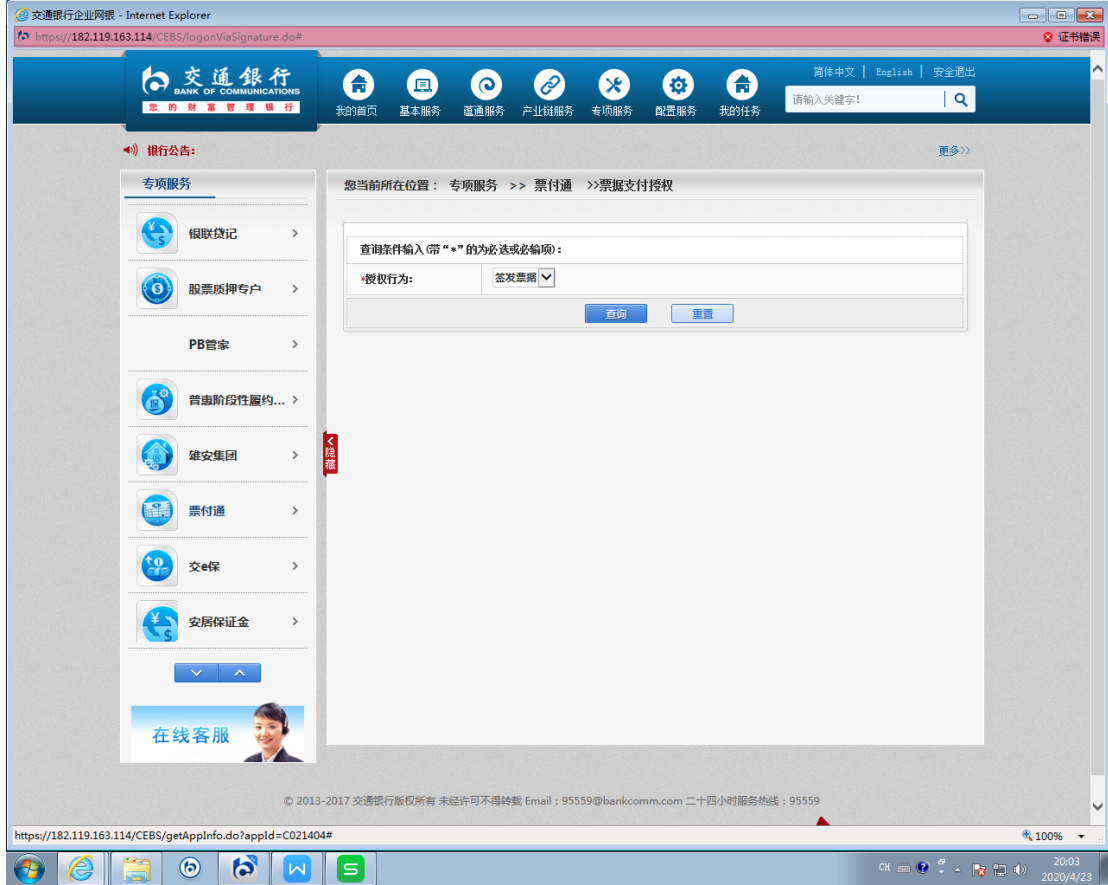 交通银行企业网银 - Internet Explorer
https://182.119.163.114/CEBS/logonViaSignature.do#
证书错误
交通銀行
BANK OF COMMUNICATIONS
您的财富管理银行
我的首页 基本服务 蕴通服务 产业链服务 专项服务 配置服务 我的任务
简体中文 | English | 安全退出
请输入关键字!
银行公告:
更多>>
专项服务
您当前所在位置: 专项服务 >> 票付通 >>票据支付授权
银联贷记
股票质押专户
PB管家
普惠阶段性履约...
雄安集团
票付通
交e保
安居保证金
查询条件输入(带“*”的为必选或必输项):
*授权行为:
签发票据
查询
重置
隐藏
在线客服
© 2013-2017 交通银行版权所有 未经许可不得转载 Email : 95559@bankcomm.com 二十四小时服务热线 : 95559
https://182.119.163.114/CEBS/getAppInfo.do?appId=C021404#
100%
CH
20:03
2020/4/23